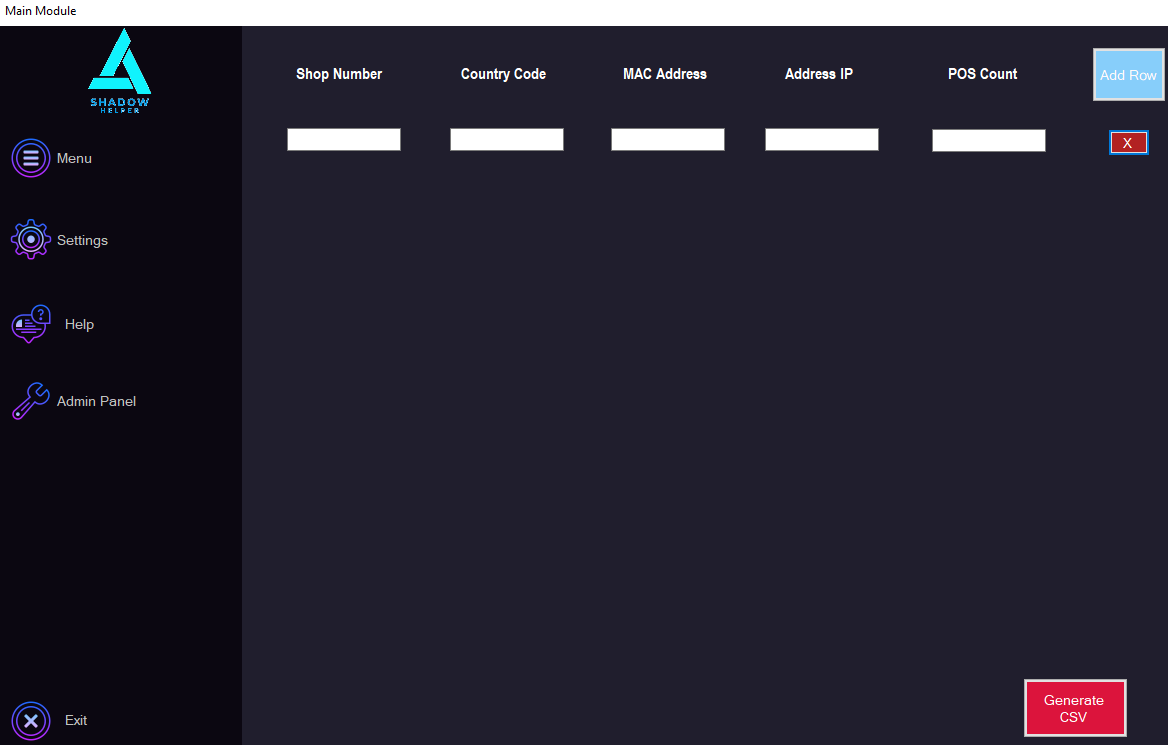 Main Module
SHADOW
HELPER
Menu
Settings
Help
Admin Panel
Exit
Shop Number
Country Code
MAC Address
Address IP
POS Count
Add Row
X
Generate
CSV